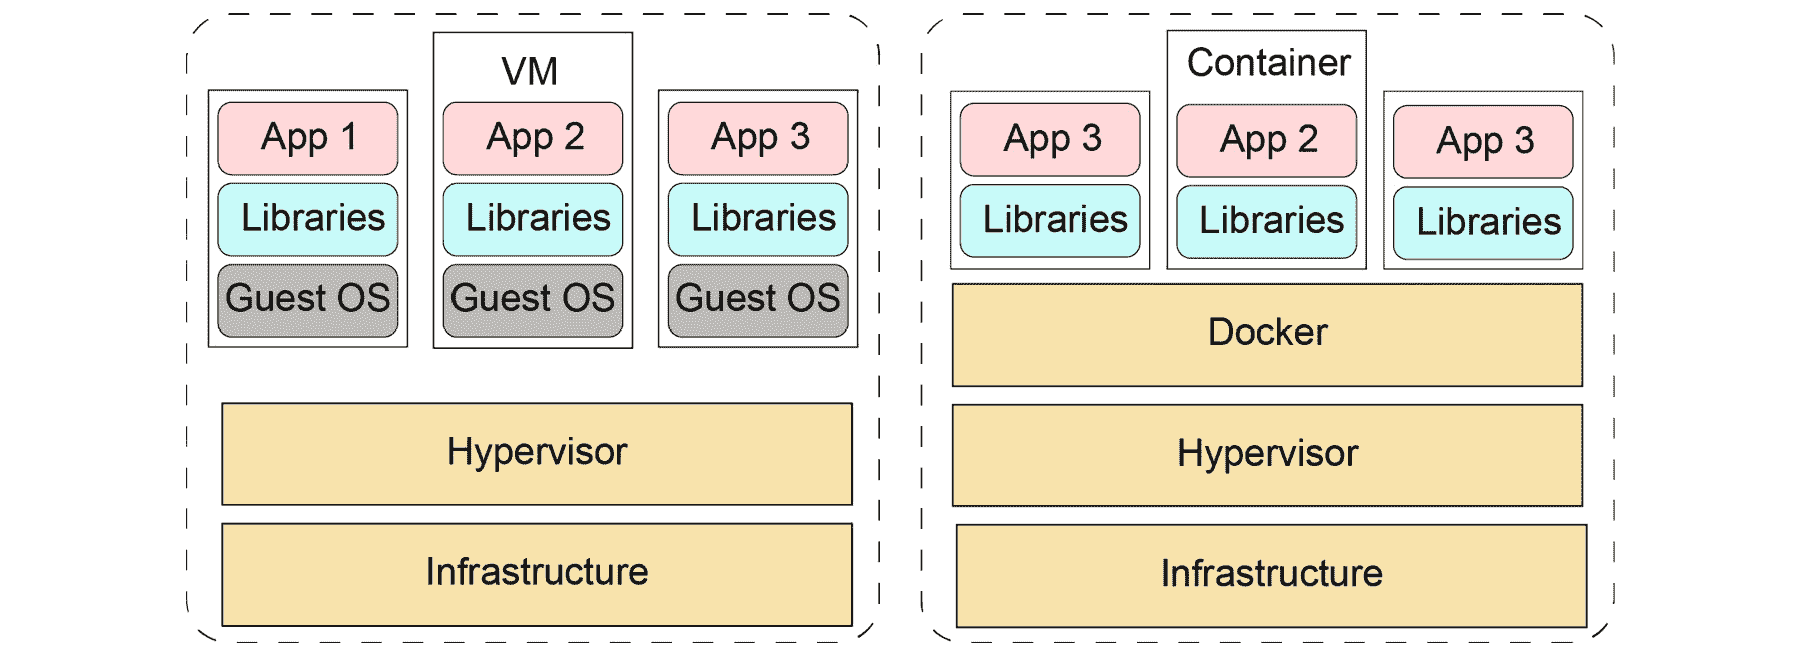 VM
App 1
App 2
App 3
Libraries
Libraries
Libraries
Guest OS
Guest OS
Guest OS
Hypervisor
Infrastructure
Container
App 3
App 2
App 3
Libraries
Libraries
Libraries
Docker
Hypervisor
Infrastructure